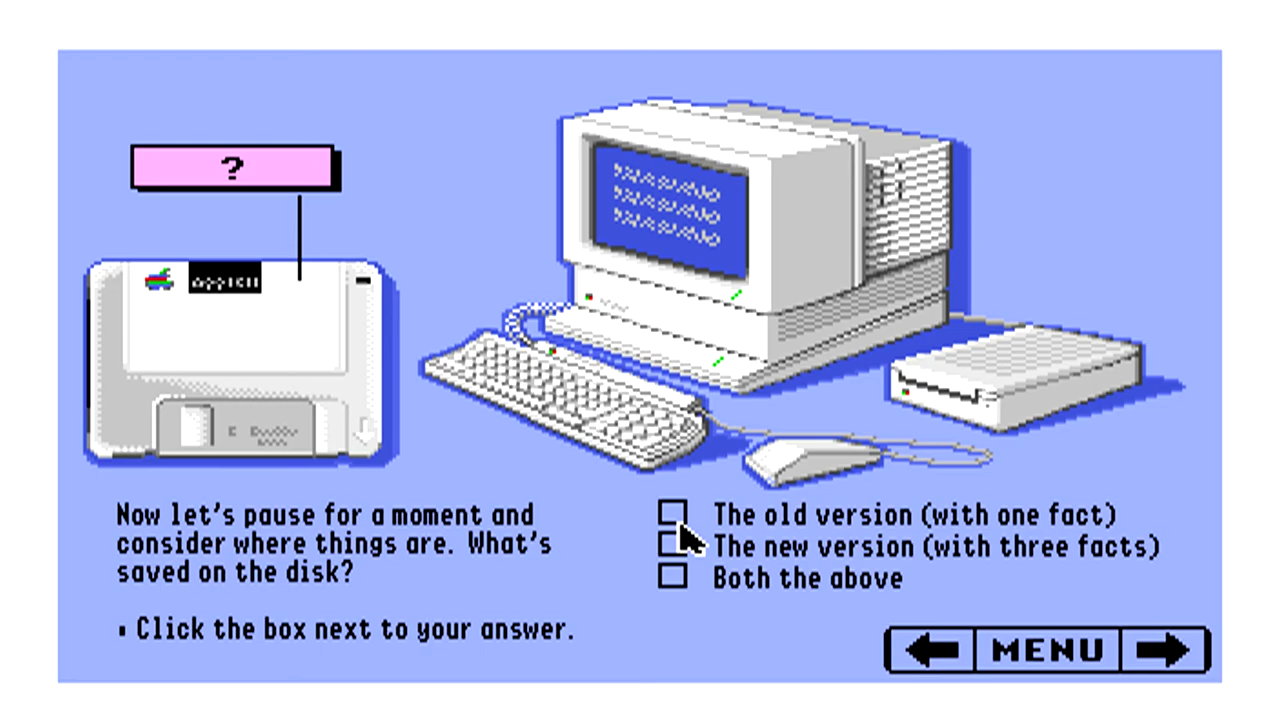 ?
Now let's pause for a moment and
consider where things are. What's
saved on the disk?
▪ Click the box next to your answer.
The old version (with one fact)
The new version (with three facts)
Both the above
MENU